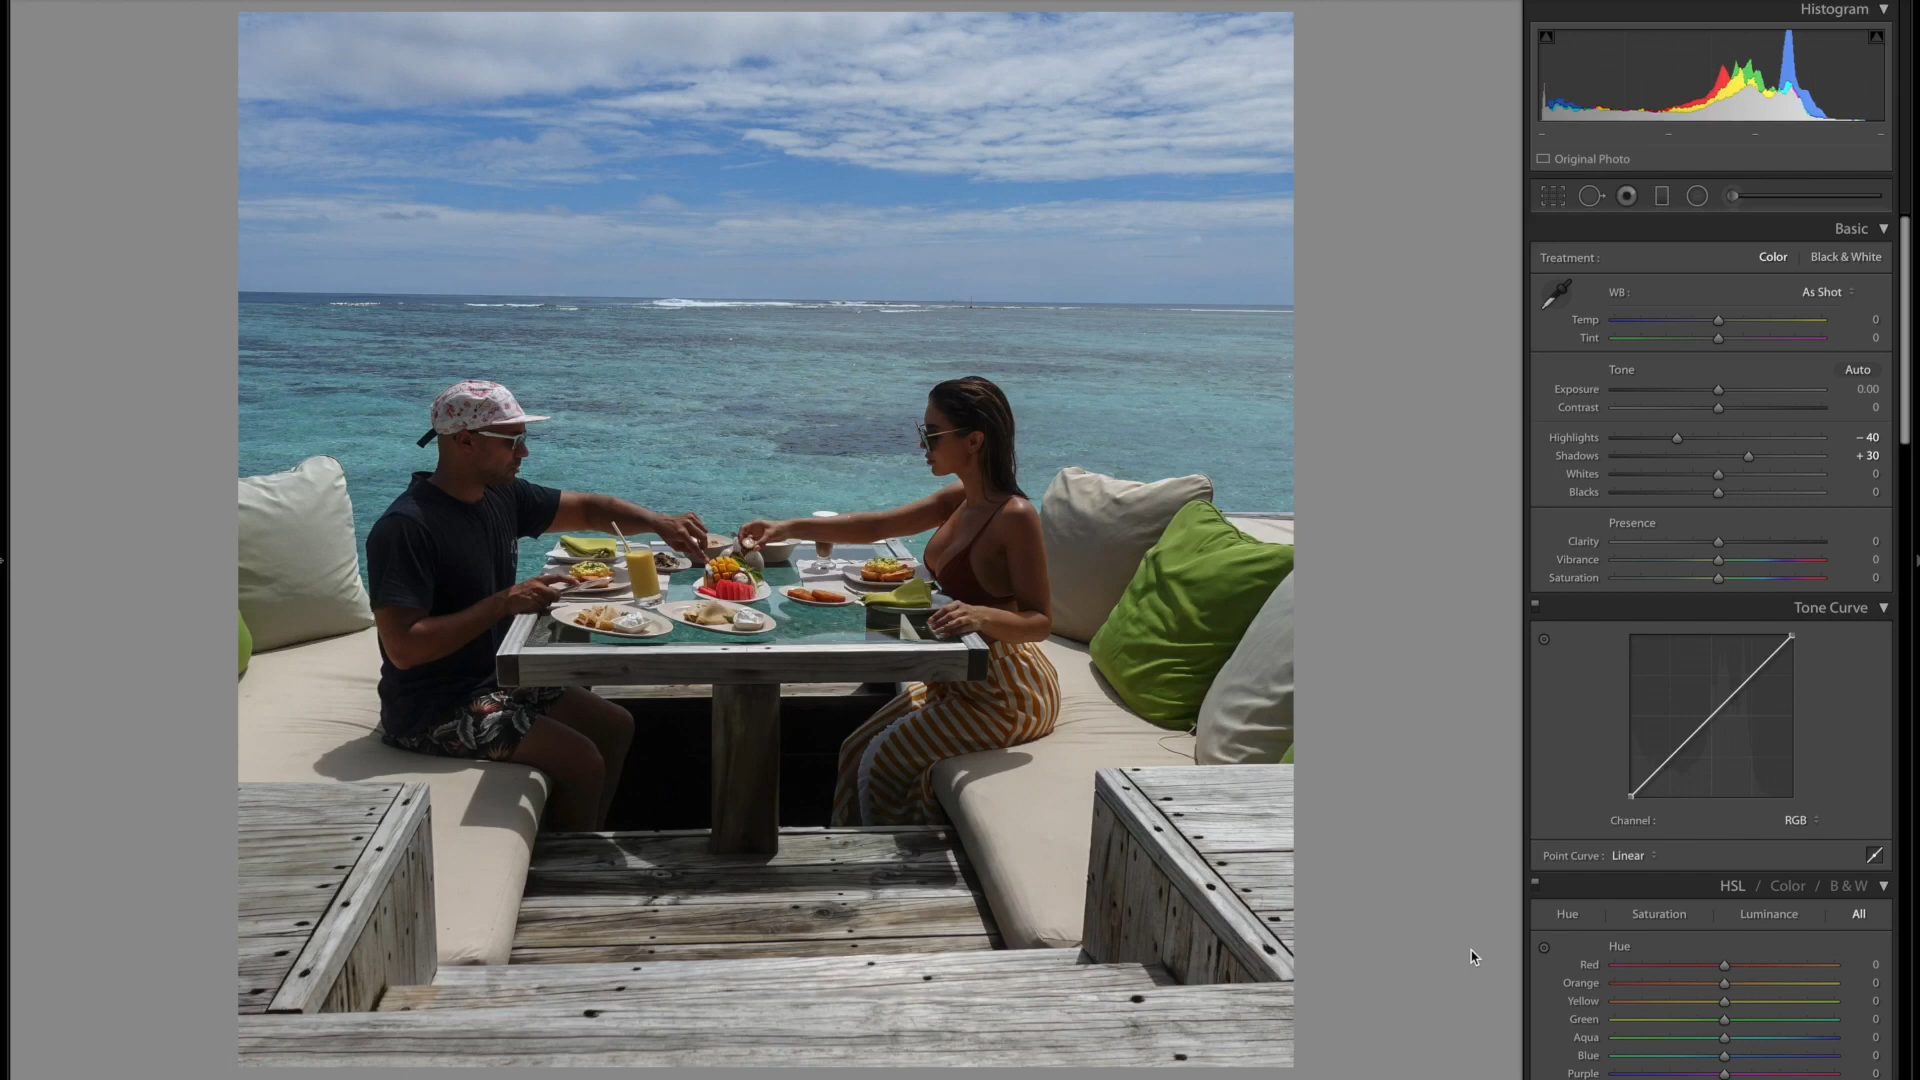 Histogram
Original Photo
Basic
Treatment : Color Black & White
WB : As Shot
Temp 0
Tint 0
Tone Auto
Exposure 0.00
Contrast 0
Highlights – 40
Shadows + 30
Whites 0
Blacks 0
Presence
Clarity 0
Vibrance 0
Saturation 0
Tone Curve
Channel : RGB
Point Curve : Linear
HSL / Color / B & W
Hue Saturation Luminance All
Hue
Red 0
Orange 0
Yellow 0
Green 0
Aqua 0
Blue 0
Purple 0